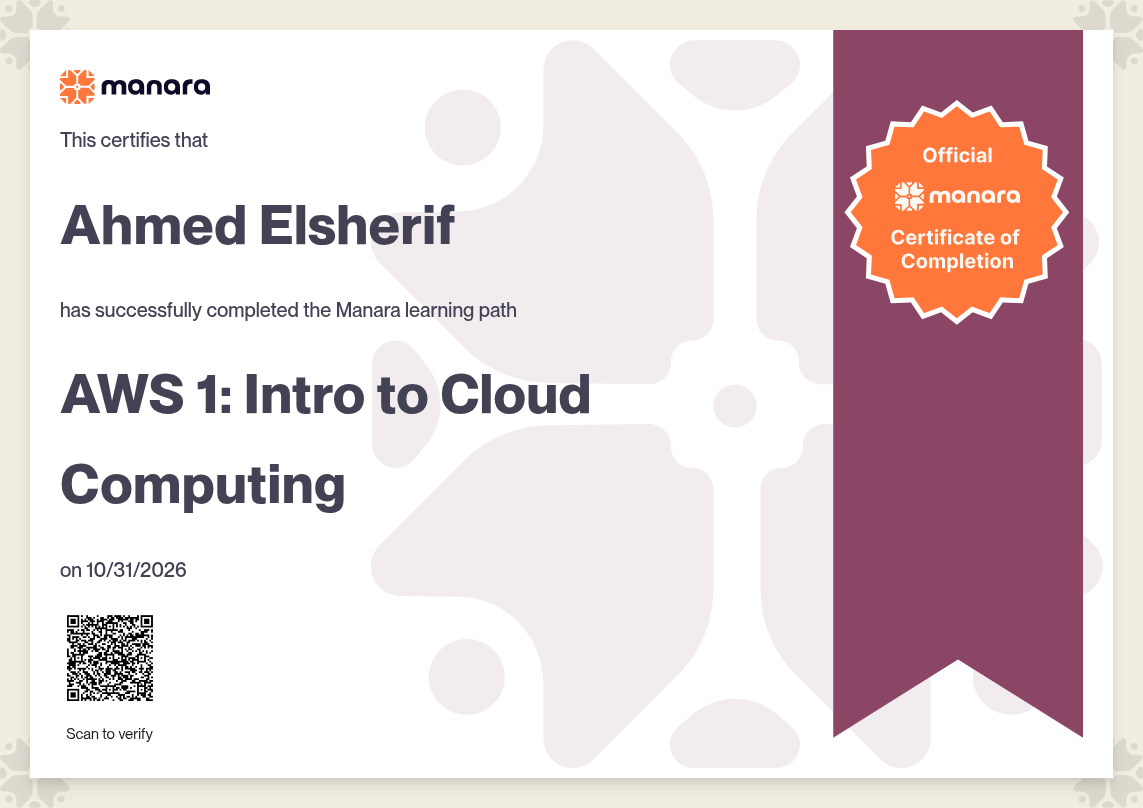 manara
This certifies that
Ahmed Elsherif
has successfully completed the Manara learning path
AWS 1: Intro to Cloud
Computing
on 10/31/2026
Scan to verify
Official
manara
Certificate of
Completion